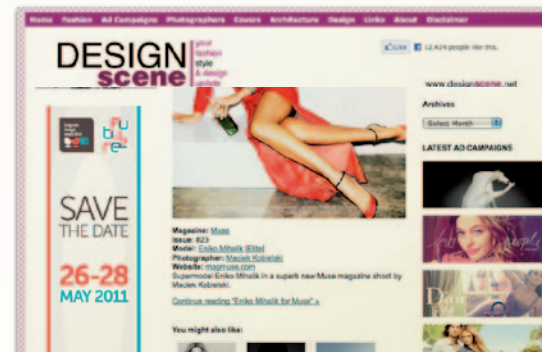 Home Fashion Ad Campaigns Photographers Covers Architecture Design Links About Disclaimer
DESIGN
scene
your
fashion
style
& design
update
Like
12,424 people like this.
www.designscene.net
Archives
Select Month
LATEST AD CAMPAIGNS
SAVE
THE DATE
26-28
MAY 2011
Magazine: Muse
Issue: #23
Model: Eniko Mihalik [Elite]
Photographer: Maciek Kobielski
Website: magmuse.com
Supermodel Eniko Mihalik in a superb new Muse magazine shoot by
Maciek Kobielski.
Continue reading "Eniko Mihalik for Muse" »
You might also like:
people
Dior